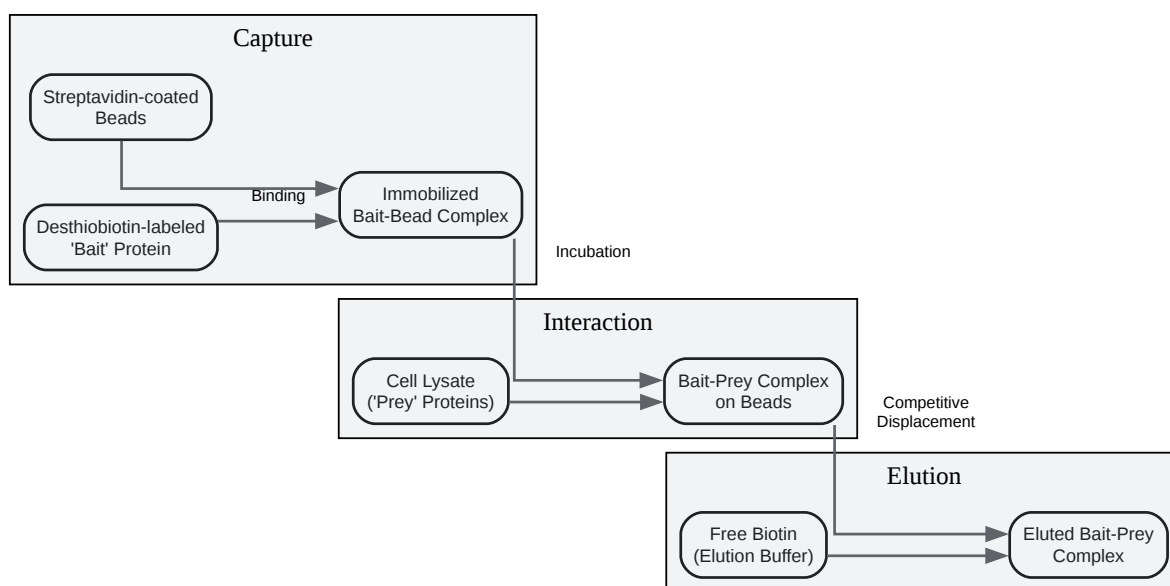 Capture
Streptavidin-coated
Beads
Binding
Desthiobiotin-labeled
'Bait' Protein
Immobilized
Bait-Bead Complex
Incubation
Interaction
Cell Lysate
('Prey' Proteins)
Bait-Prey Complex
on Beads
Competitive
Displacement
Elution
Free Biotin
(Elution Buffer)
Eluted Bait-Prey
Complex